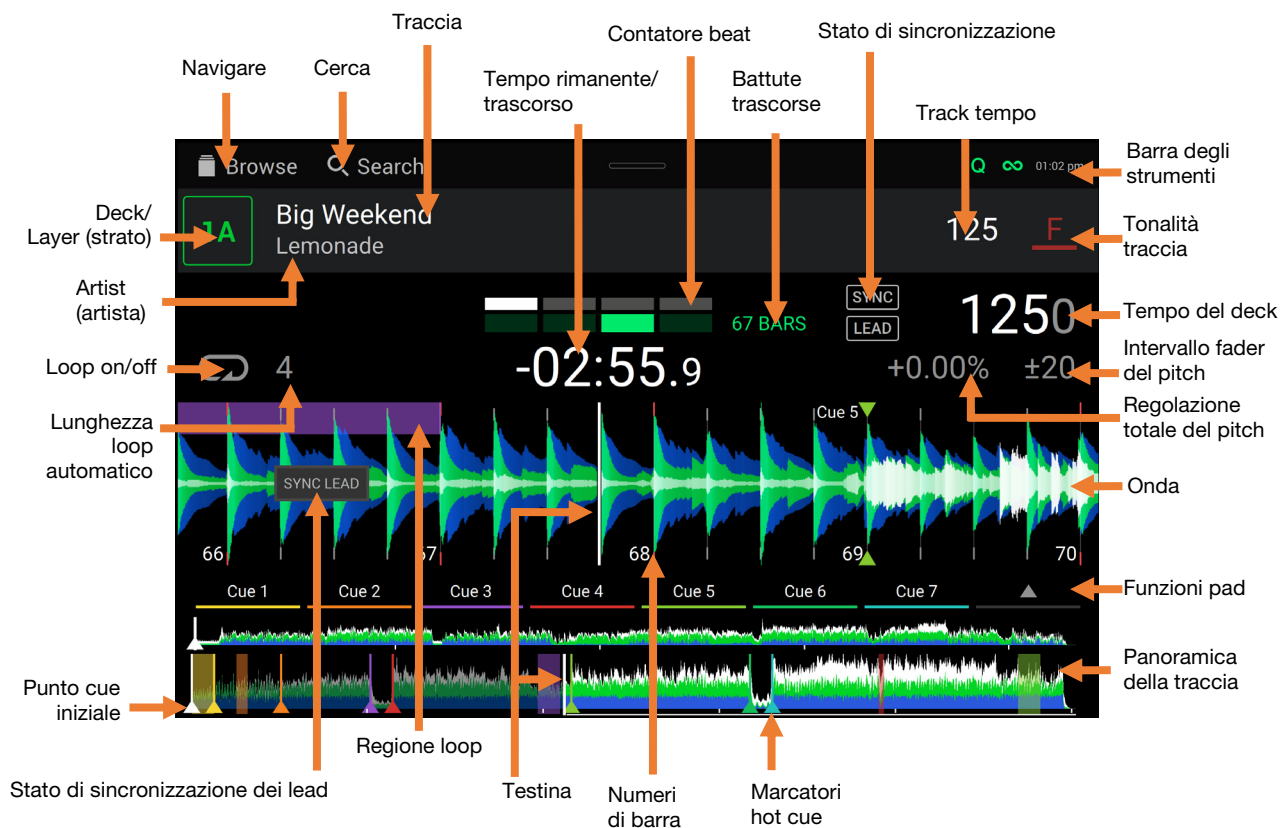 Traccia
Contatore beat
Stato di sincronizzazione
Navigare
Cerca
Tempo rimanente/
trascorso
Battute
trascorse
Track tempo
Browse
Search
Q
01:02 pm
Barra degli
strumenti
Deck/
Layer (strato)
1A
Big Weekend
Lemonade
125
F
Tonalità
traccia
Artist
(artista)
67 BARS
SYNC
LEAD
1250
Tempo del deck
Loop on/off
4
-02:55.9
+0.00%
±20
Intervallo fader
del pitch
Lunghezza
loop
automatico
Cue 5
Regolazione
totale del pitch
SYNC LEAD
Onda
66
67
68
69
70
Cue 1
Cue 2
Cue 3
Cue 4
Cue 5
Cue 6
Cue 7
Funzioni pad
Punto cue
iniziale
Panoramica
della traccia
Regione loop
Stato di sincronizzazione dei lead
Testina
Numeri
di barra
Marcatori
hot cue